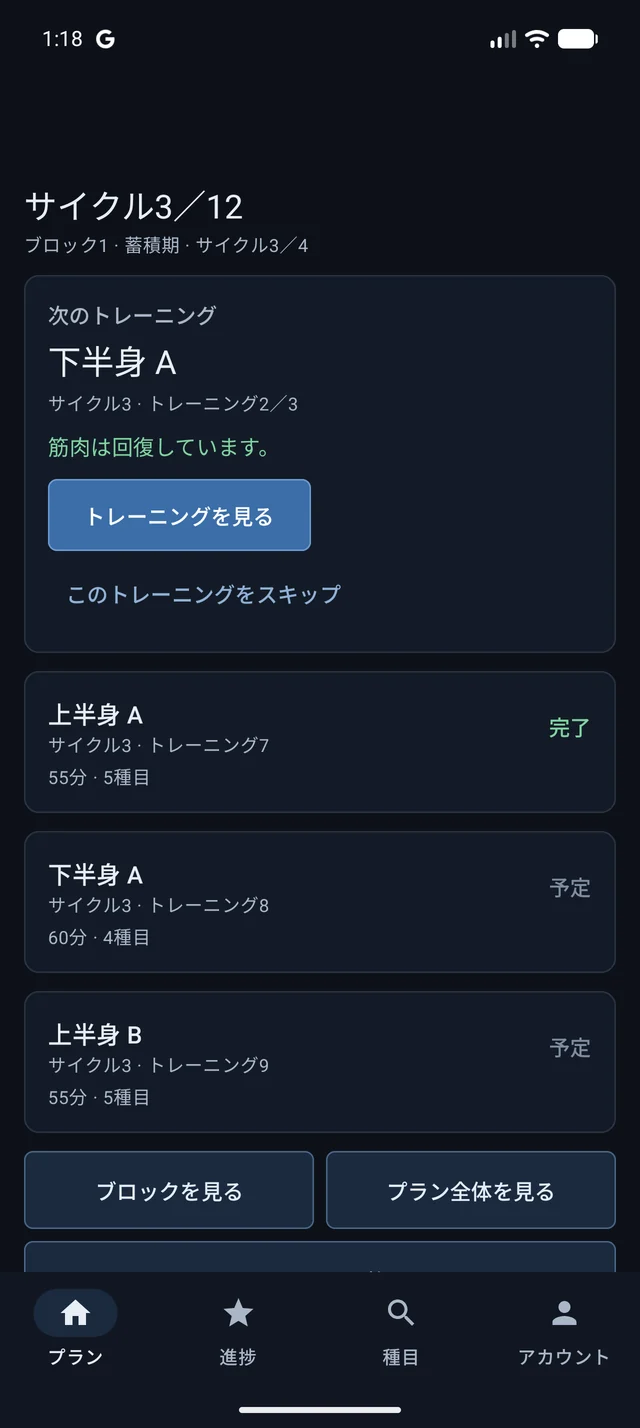 1:18 G
サイクル3／12
ブロック1 · 蓄積期 · サイクル3／4
次のトレーニング
下半身 A
サイクル3 · トレーニング2／3
筋肉は回復しています。
トレーニングを見る
このトレーニングをスキップ
上半身 A
完了
サイクル3 · トレーニング7
55分 · 5種目
下半身 A
予定
サイクル3 · トレーニング8
60分 · 4種目
上半身 B
予定
サイクル3 · トレーニング9
55分 · 5種目
ブロックを見る
プラン全体を見る
プラン
進捗
種目
アカウント